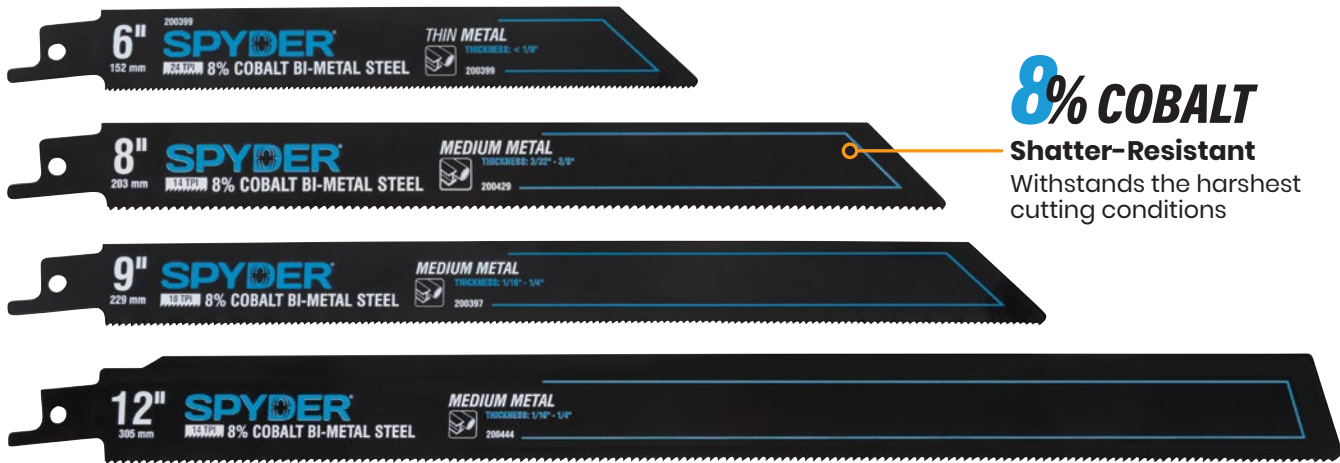 200399
6" SPYDER
152 mm 24 TPI 8% COBALT BI-METAL STEEL
THIN METAL
THICKNESS: < 1/8"
200399
8" SPYDER
203 mm 14 TPI 8% COBALT BI-METAL STEEL
MEDIUM METAL
THICKNESS: 3/32" - 3/8"
200429
8% COBALT
Shatter-Resistant
Withstands the harshest
cutting conditions
9" SPYDER
229 mm 18 TPI 8% COBALT BI-METAL STEEL
MEDIUM METAL
THICKNESS: 1/16" - 1/4"
200397
12" SPYDER
305 mm 14 TPI 8% COBALT BI-METAL STEEL
MEDIUM METAL
THICKNESS: 1/16" - 1/4"
200444